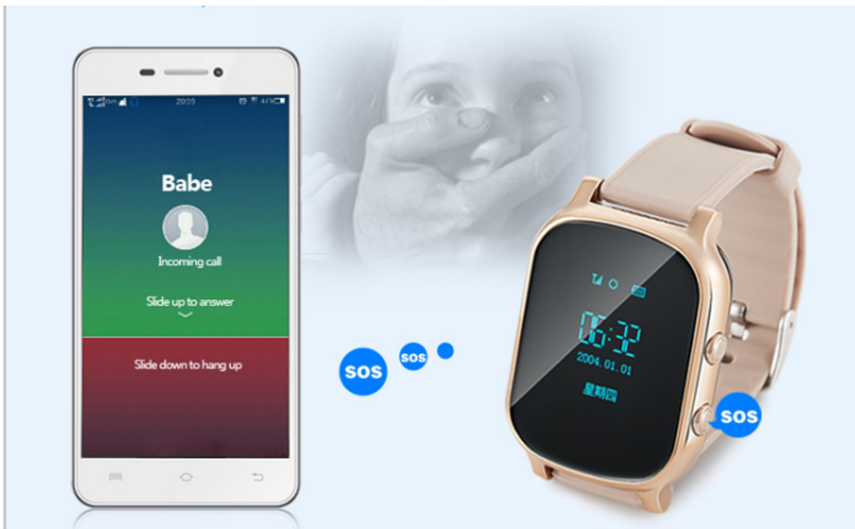 20:09
Babe
Incoming call
Slide up to answer
Slide down to hang up
SOS
SOS
06:32
2004.01.01
星期四
SOS